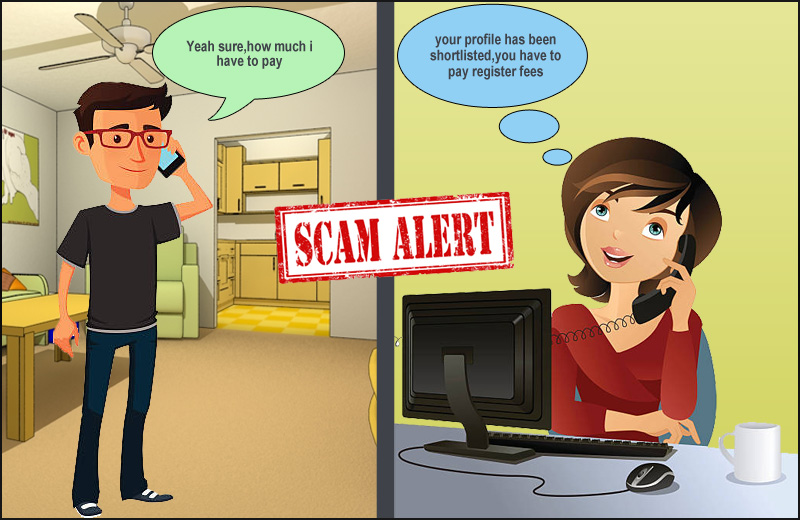 Yeah sure,how much i
have to pay
your profile has been
shortlisted,you have to
pay register fees
SCAM ALERT